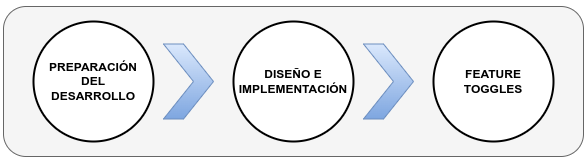 PREPARACIÓN
DEL
DESARROLLO
DISEÑO E
IMPLEMENTACIÓN
FEATURE
TOGGLES